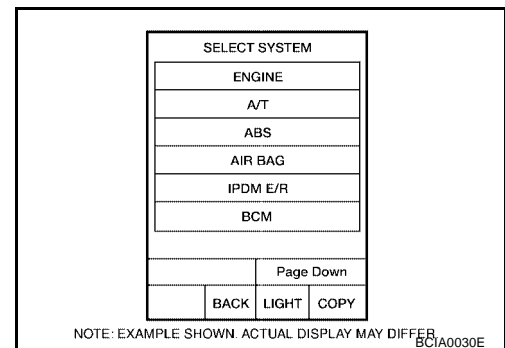 SELECT SYSTEM
ENGINE
A/T
ABS
AIR BAG
IPDM E/R
BCM
Page Down
BACK LIGHT COPY
NOTE: EXAMPLE SHOWN. ACTUAL DISPLAY MAY DIFFER
BCIA0030E